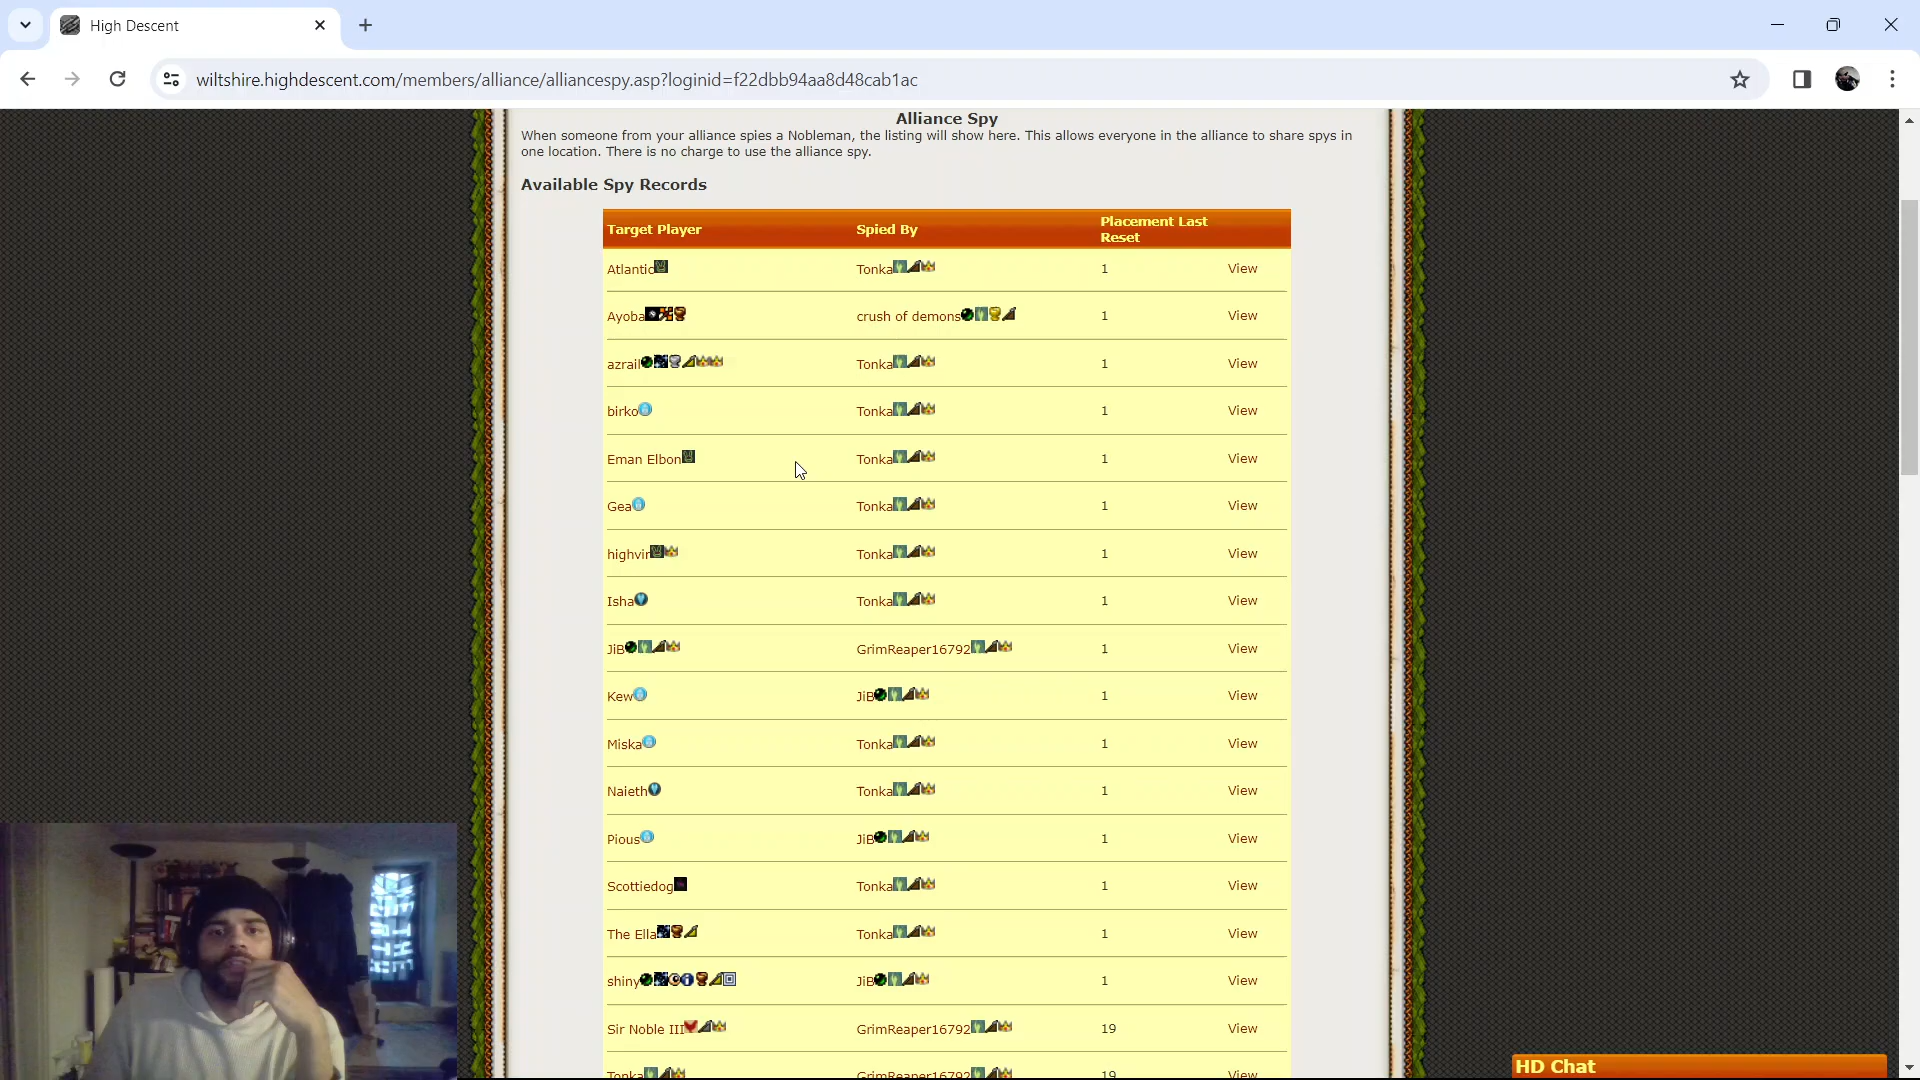 High Descent
wiltshire.highdescent.com/members/alliance/alliancespy.asp?loginid=f22dbb94aa8d48cab1ac
Alliance Spy
When someone from your alliance spies a Nobleman, the listing will show here. This allows everyone in the alliance to share spys in
one location. There is no charge to use the alliance spy.
Available Spy Records
Target Player Spied By Placement Last Reset
Atlantic Tonka 1 View
Ayoba crush of demons 1 View
azrail Tonka 1 View
birko Tonka 1 View
Eman Elbon Tonka 1 View
Gea Tonka 1 View
highvin Tonka 1 View
Isha Tonka 1 View
JiB GrimReaper16792 1 View
Kew JiB 1 View
Miska Tonka 1 View
Naieth Tonka 1 View
Pious JiB 1 View
Scottiedog Tonka 1 View
The Ella Tonka 1 View
shiny JiB 1 View
Sir Noble III GrimReaper16792 19 View
Tonka GrimReaper16792 19 View
HD Chat